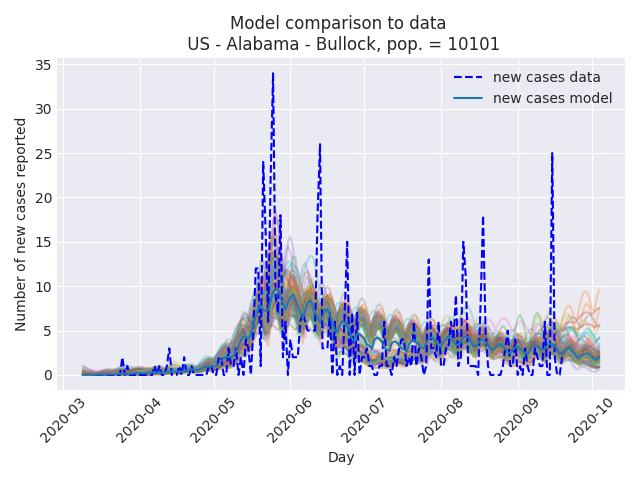 Model comparison to data
US - Alabama - Bullock, pop. = 10101
new cases data
new cases model
Number of new cases reported
35
30
25
20
15
10
5
0
2020-03
2020-04
2020-05
2020-06
2020-07
2020-08
2020-09
2020-10
Day